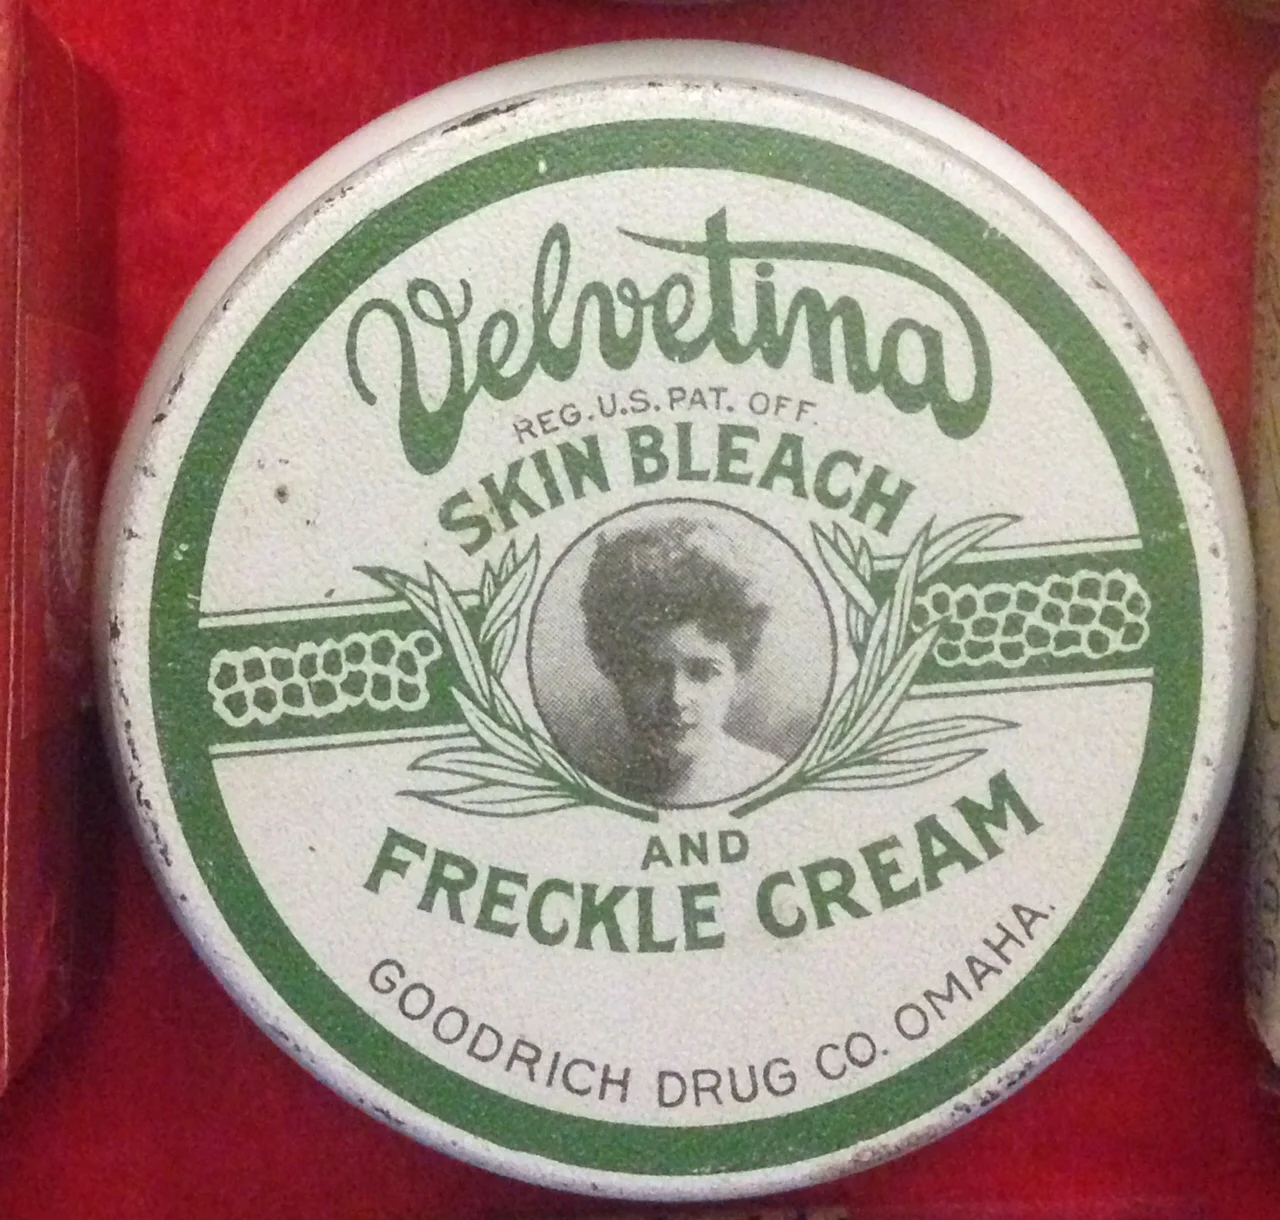 Velvetina
REG. U.S. PAT. OFF.
SKIN BLEACH
AND
FRECKLE CREAM
GOODRICH DRUG CO. OMAHA.